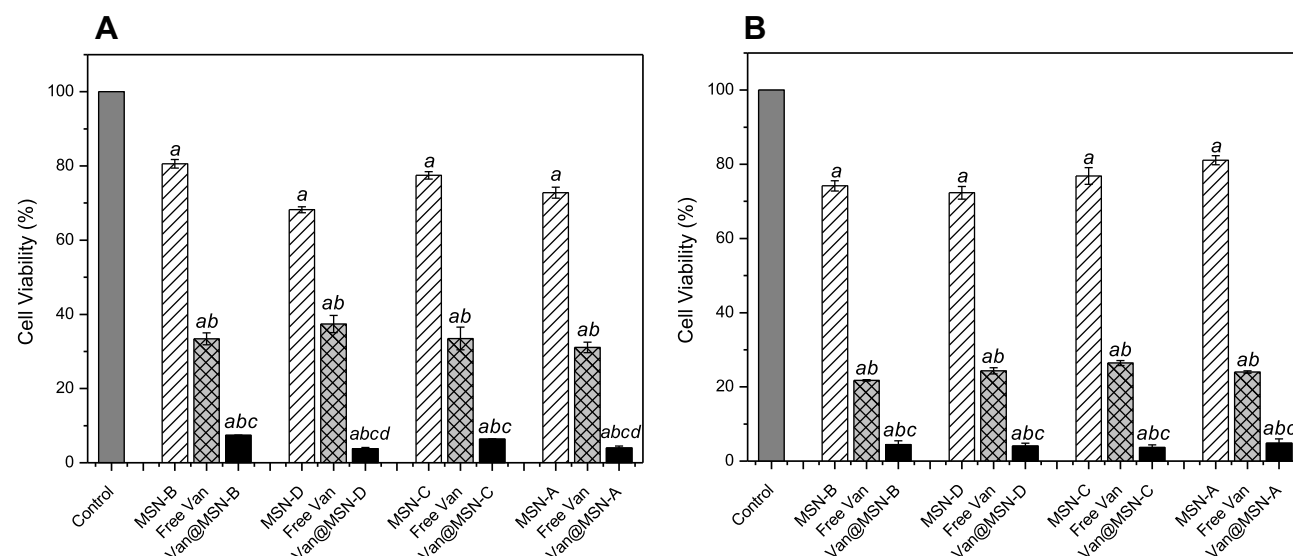 A
Cell Viability (%)
100
80
60
40
20
0
a
ab
abc
a
ab
abcd
a
ab
abc
a
ab
abcd
Control
MSN-B
Free Van
Van@MSN-B
MSN-D
Free Van
Van@MSN-D
MSN-C
Free Van
Van@MSN-C
MSN-A
Free Van
Van@MSN-A
B
Cell Viability (%)
100
80
60
40
20
0
a
ab
abc
a
ab
abc
a
ab
abc
a
ab
abc
Control
MSN-B
Free Van
Van@MSN-B
MSN-D
Free Van
Van@MSN-D
MSN-C
Free Van
Van@MSN-C
MSN-A
Free Van
Van@MSN-A